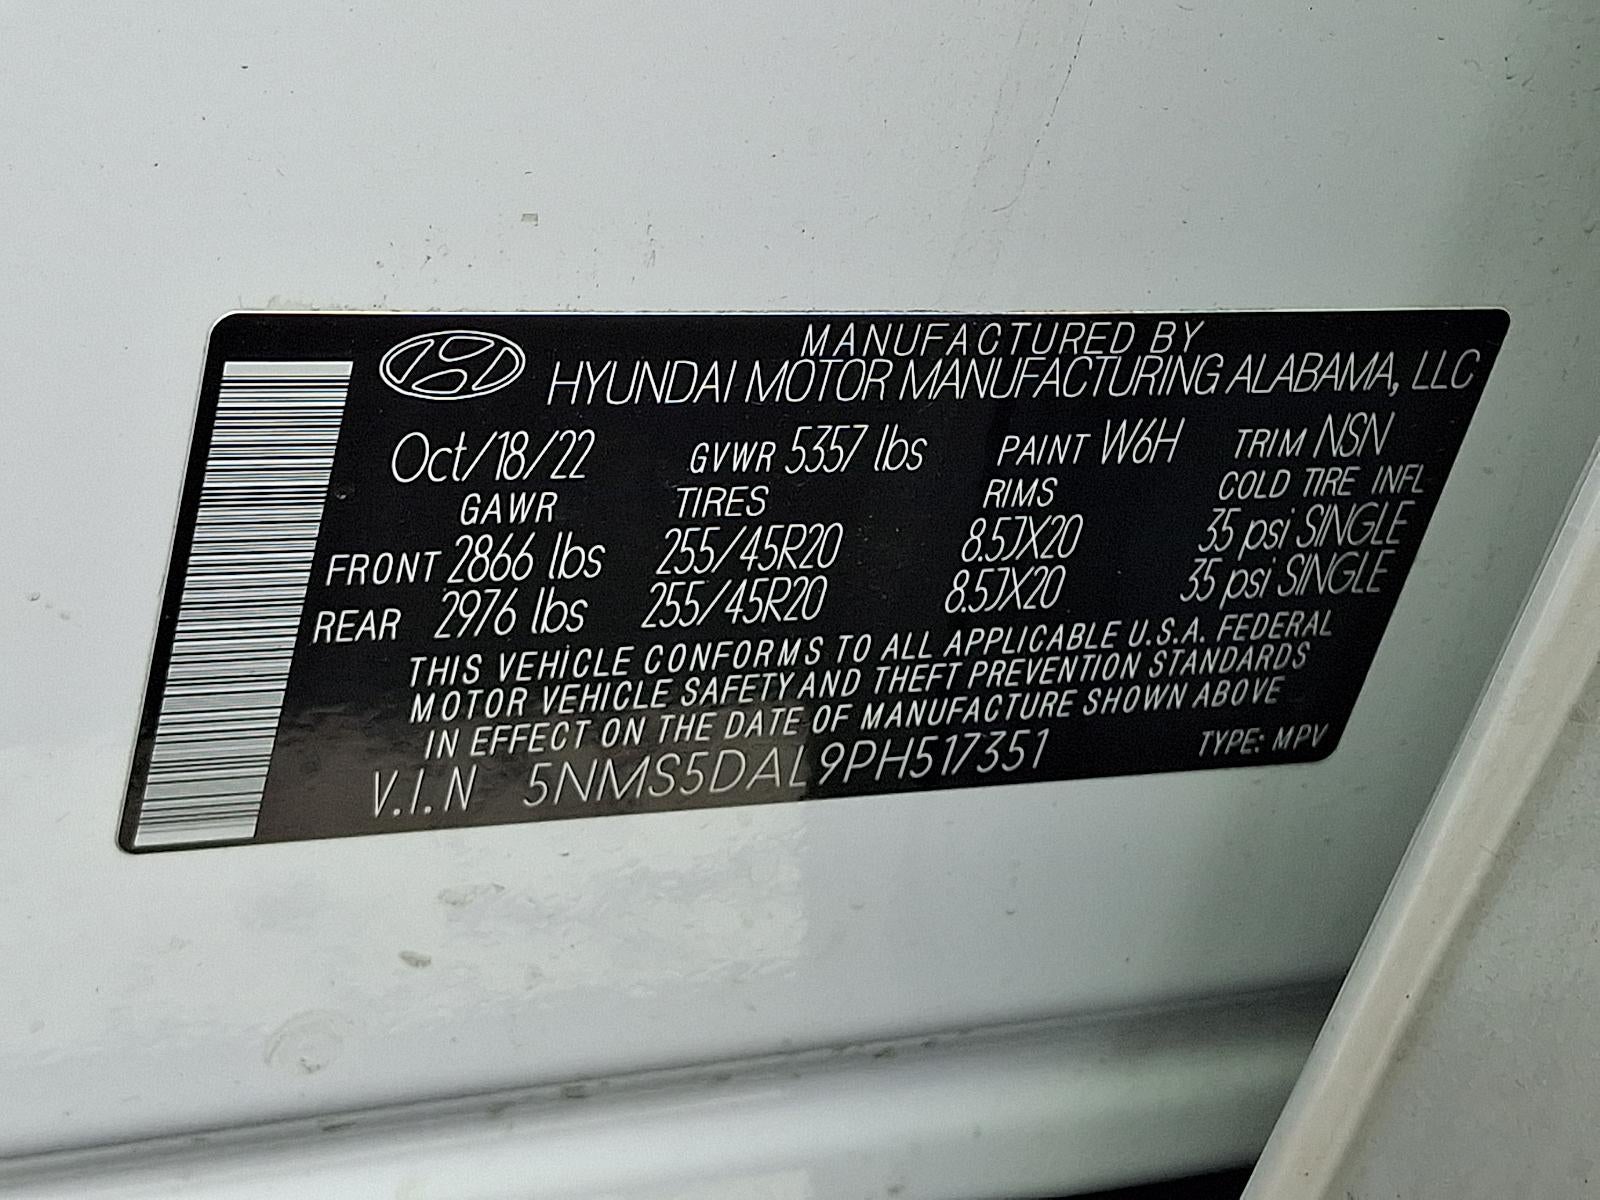 MANUFACTURED BY
HYUNDAI MOTOR MANUFACTURING ALABAMA, LLC
Oct/18/22 GVWR 5357 lbs PAINT W6H TRIM NSN
GAWR TIRES RIMS COLD TIRE INFL
FRONT 2866 lbs 255/45R20 8.5JX20 35 psi SINGLE
REAR 2976 lbs 255/45R20 8.5JX20 35 psi SINGLE
THIS VEHICLE CONFORMS TO ALL APPLICABLE U.S.A. FEDERAL
MOTOR VEHICLE SAFETY AND THEFT PREVENTION STANDARDS
IN EFFECT ON THE DATE OF MANUFACTURE SHOWN ABOVE
V.I.N 5NMS5DAL9PH517351 TYPE: MPV